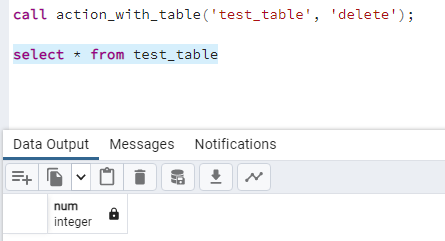 call action_with_table('test_table', 'delete');
select * from test_table
Data Output Messages Notifications
num
integer